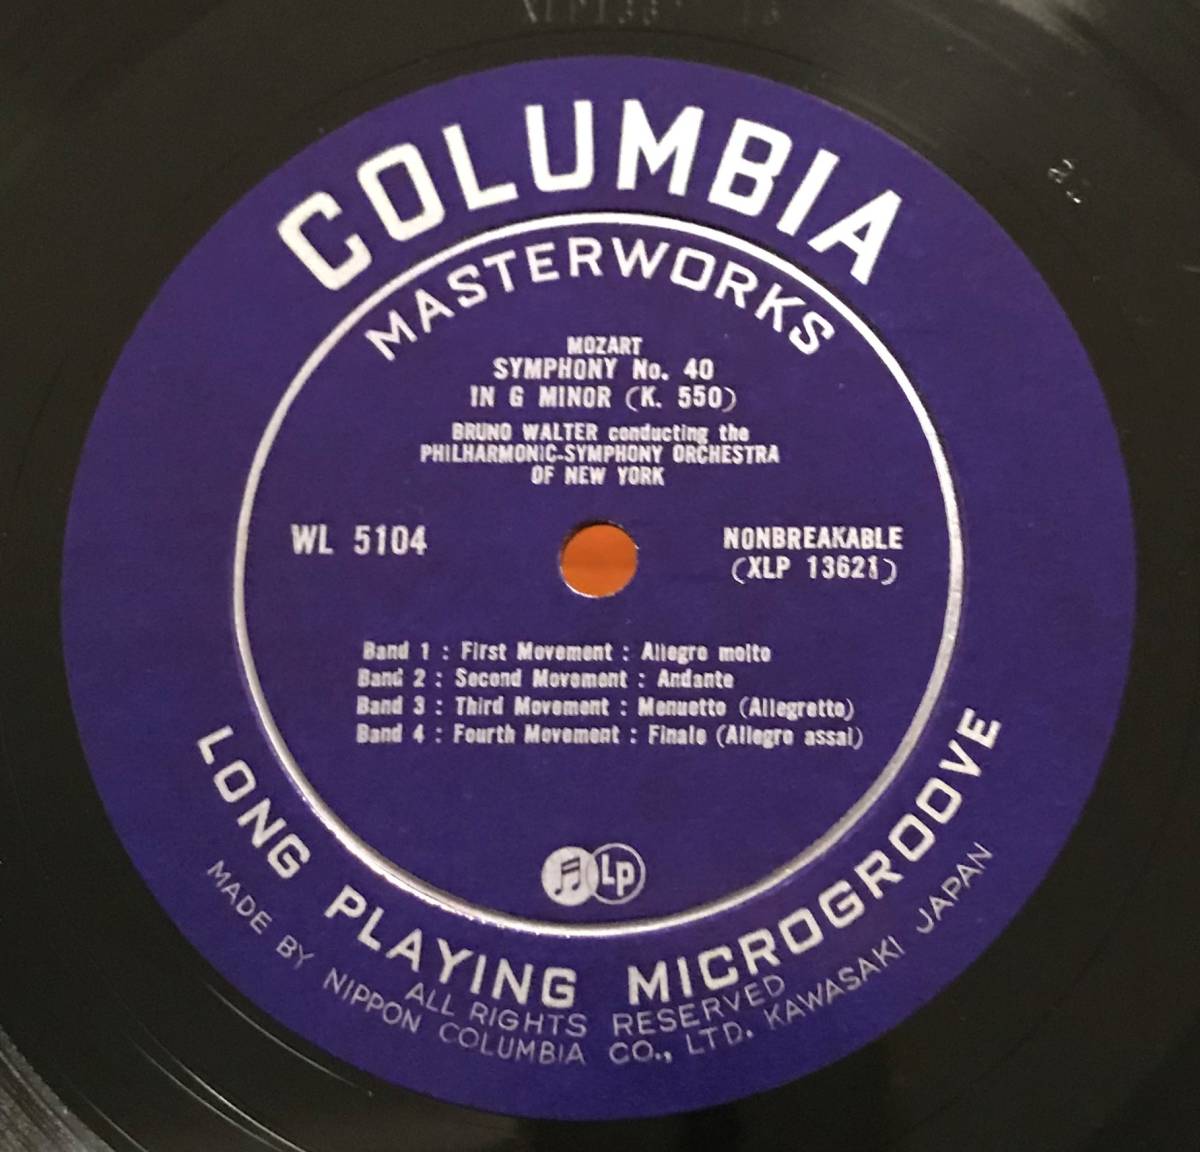 COLUMBIA
MASTERWORKS
MOZART
SYMPHONY No. 40
IN G MINOR (K. 550)
BRUNO WALTER conducting the
PHILHARMONIC-SYMPHONY ORCHESTRA
OF NEW YORK
WL 5104
NONBREAKABLE
(XLP 13621)
Band 1 : First Movement : Allegro molto
Band 2 : Second Movement : Andante
Band 3 : Third Movement : Menuetto (Allegretto)
Band 4 : Fourth Movement : Finale (Allegro assai)
Lp
LONG PLAYING MICROGROOVE
ALL RIGHTS RESERVED
MADE BY NIPPON COLUMBIA CO., LTD. KAWASAKI JAPAN